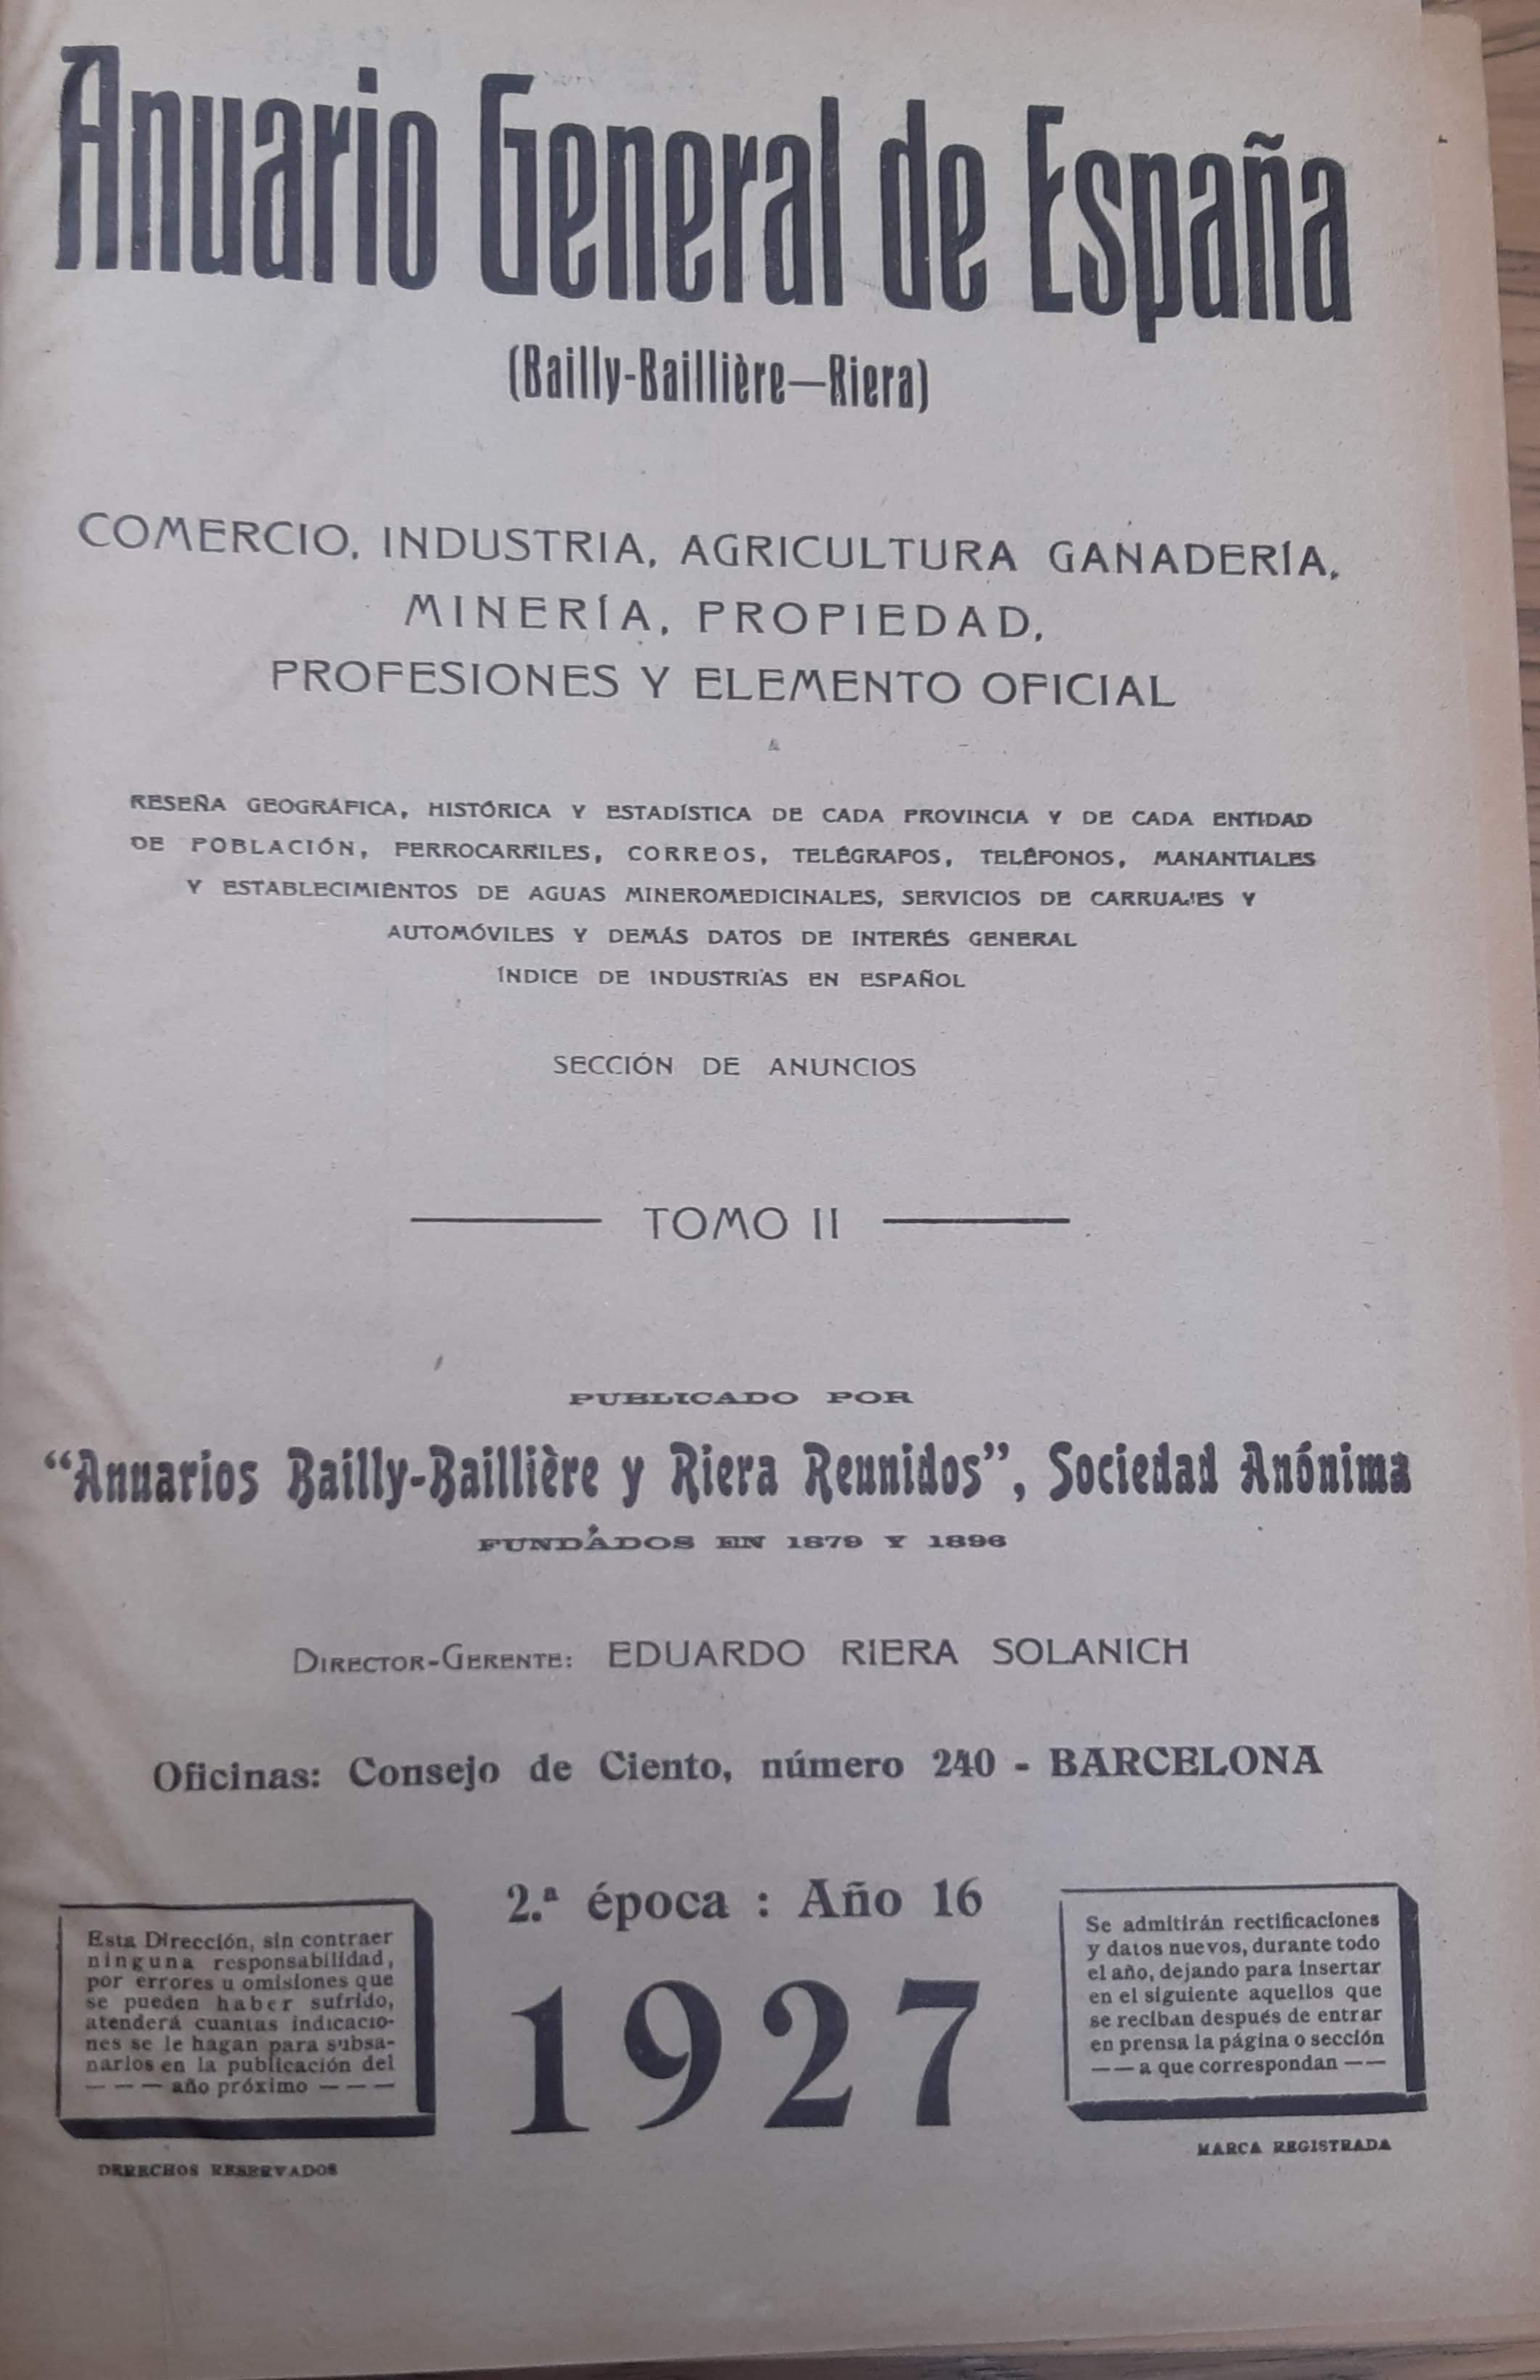 Anuario General de España
(Bailly-Baillière—Riera)
COMERCIO, INDUSTRIA, AGRICULTURA GANADERÍA,
MINERÍA, PROPIEDAD,
PROFESIONES Y ELEMENTO OFICIAL
RESEÑA GEOGRÁFICA, HISTÓRICA Y ESTADÍSTICA DE CADA PROVINCIA Y DE CADA ENTIDAD
DE POBLACIÓN, FERROCARRILES, CORREOS, TELÉGRAFOS, TELÉFONOS, MANANTIALES
Y ESTABLECIMIENTOS DE AGUAS MINEROMEDICINALES, SERVICIOS DE CARRUAJES Y
AUTOMÓVILES Y DEMÁS DATOS DE INTERÉS GENERAL
ÍNDICE DE INDUSTRIAS EN ESPAÑOL
SECCIÓN DE ANUNCIOS
TOMO II
PUBLICADO POR
“Anuarios Bailly-Baillière y Riera Reunidos”, Sociedad Anónima
FUNDADOS EN 1879 Y 1896
DIRECTOR-GERENTE: EDUARDO RIERA SOLANICH
Oficinas: Consejo de Ciento, número 240 - BARCELONA
2.ª época : Año 16
1927
Esta Dirección, sin contraer
ninguna responsabilidad,
por errores u omisiones que
se pueden haber sufrido,
atenderá cuantas indicacio-
nes se le hagan para subsa-
narlos en la publicación del
— — — año próximo — — —
DERECHOS RESERVADOS
Se admitirán rectificaciones
y datos nuevos, durante todo
el año, dejando para insertar
en el siguiente aquellos que
se reciban después de entrar
en prensa la página o sección
— — a que correspondan — —
MARCA REGISTRADA